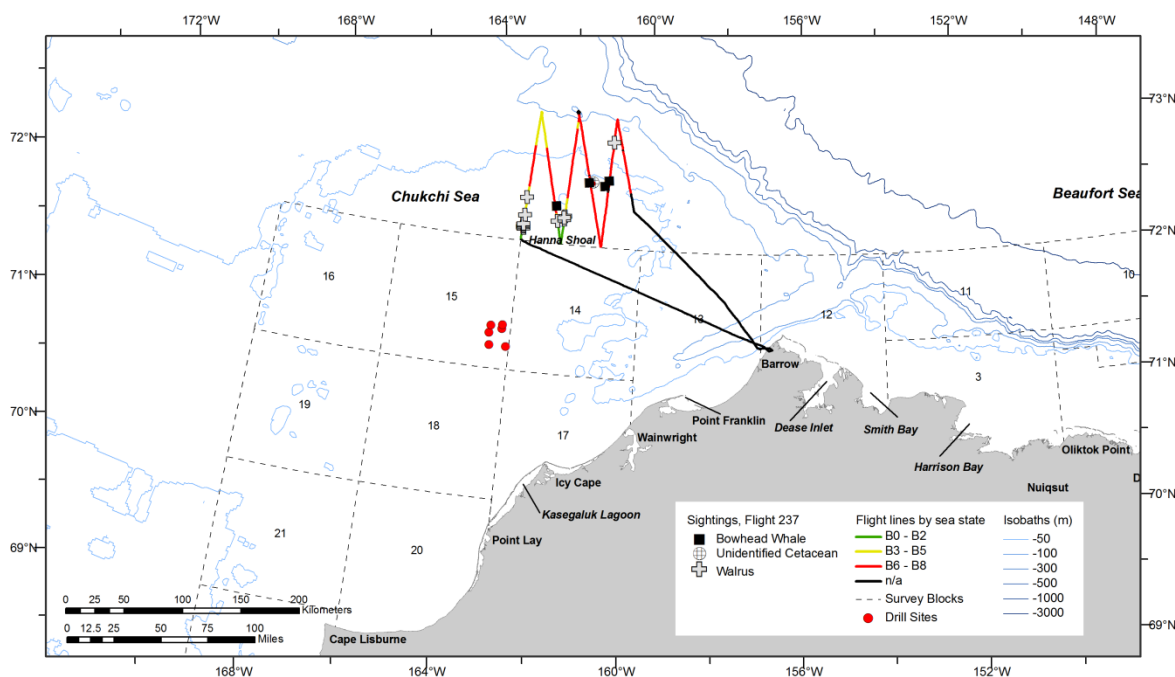 172°W 168°W 164°W 160°W 156°W 152°W 148°W
73°N
72°N
Chukchi Sea
Beaufort Sea
72°N
Hanna Shoal
71°N
16
15
14
13
12
11
10
71°N
Barrow
3
70°N
19
18
17
Point Franklin
Wainwright
Dease Inlet
Smith Bay
Harrison Bay
Oliktok Point
70°N
D
Icy Cape
Nuiqsut
Kasegaluk Lagoon
Point Lay
69°N
21
20
Cape Lisburne
69°N
0 25 50 100 150 200
Kilometers
0 12.5 25 50 75 100
Miles
Sightings, Flight 237
Bowhead Whale
Unidentified Cetacean
Walrus
Flight lines by sea state
B0 - B2
B3 - B5
B6 - B8
n/a
Survey Blocks
Drill Sites
Isobaths (m)
-50
-100
-300
-500
-1000
-3000
168°W 164°W 160°W 156°W 152°W